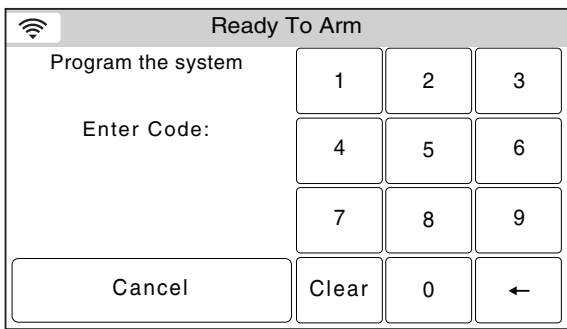 Ready To Arm
Program the system
Enter Code:
1 2 3
4 5 6
7 8 9
Cancel Clear 0 ←